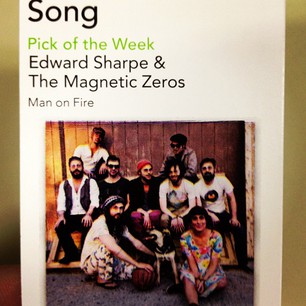 Song
Pick of the Week
Edward Sharpe &
The Magnetic Zeros
Man on Fire